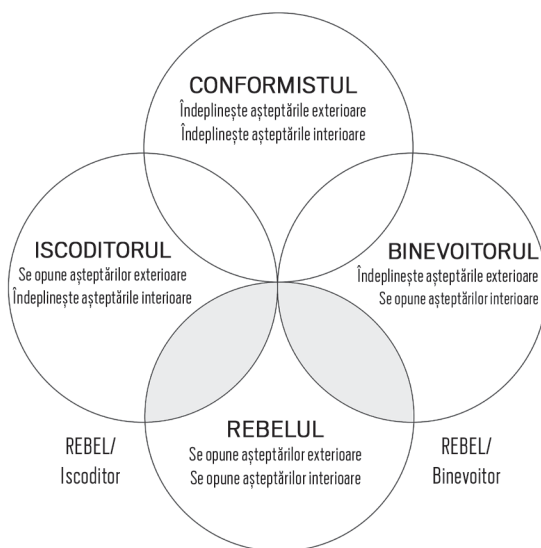 CONFORMISTUL
Îndeplinește așteptările exterioare
Îndeplinește așteptările interioare
ISCODITORUL
Se opune așteptărilor exterioare
Îndeplinește așteptările interioare
BINEVOITORUL
Îndeplinește așteptările exterioare
Se opune așteptărilor interioare
REBELUL
Se opune așteptărilor exterioare
Se opune așteptărilor interioare
REBEL/
Iscoditor
REBEL/
Binevoitor